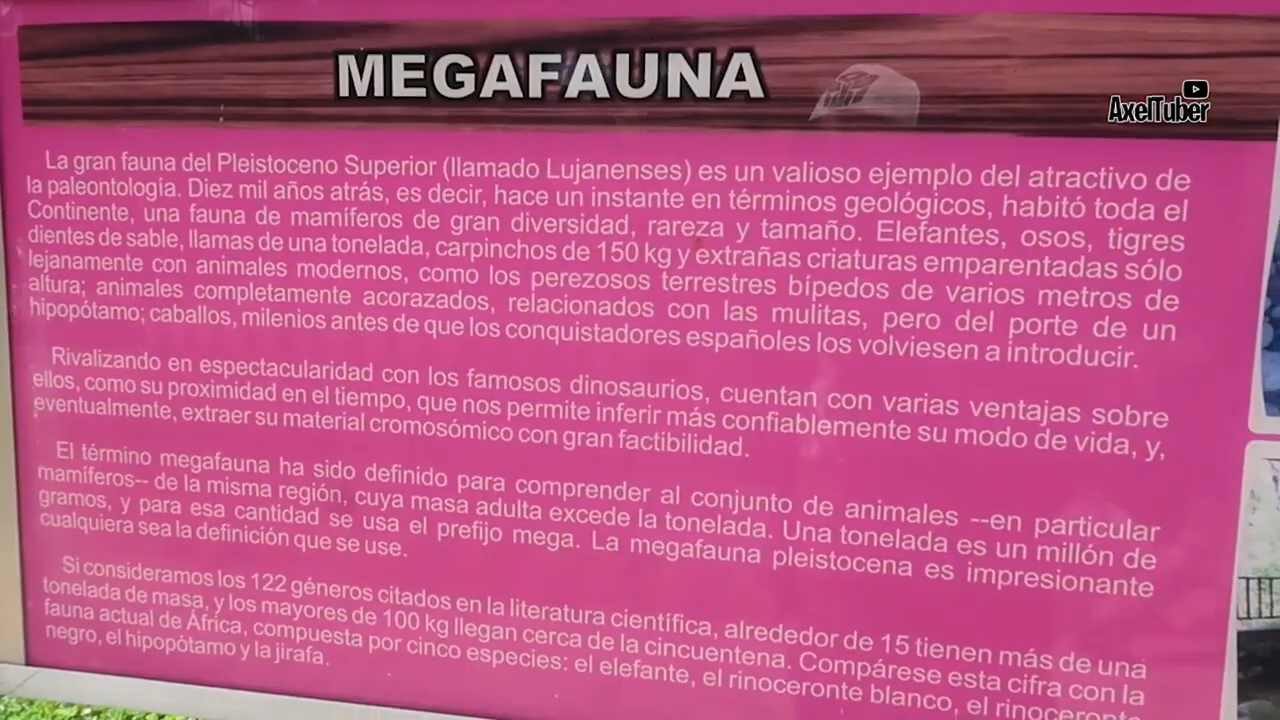 MEGAFAUNA
AxelTuber
La gran fauna del Pleistoceno Superior (llamado Lujanenses) es un valioso ejemplo del atractivo de
la paleontología. Diez mil años atrás, es decir, hace un instante en términos geológicos, habitó toda el
Continente, una fauna de mamíferos de gran diversidad, rareza y tamaño. Elefantes, osos, tigres
dientes de sable, llamas de una tonelada, carpinchos de 150 kg y extrañas criaturas emparentadas sólo
lejanamente con animales modernos, como los perezosos terrestres bípedos de varios metros de
altura; animales completamente acorazados, relacionados con las mulitas, pero del porte de un
hipopótamo; caballos, milenios antes de que los conquistadores españoles los volviesen a introducir.
Rivalizando en espectacularidad con los famosos dinosaurios, cuentan con varias ventajas sobre
ellos, como su proximidad en el tiempo, que nos permite inferir más confiablemente su modo de vida, y,
eventualmente, extraer su material cromosómico con gran factibilidad.
El término megafauna ha sido definido para comprender al conjunto de animales --en particular
mamíferos-- de la misma región, cuya masa adulta excede la tonelada. Una tonelada es un millón de
gramos, y para esa cantidad se usa el prefijo mega. La megafauna pleistocena es impresionante
cualquiera sea la definición que se use.
Si consideramos los 122 géneros citados en la literatura científica, alrededor de 15 tienen más de una
tonelada de masa, y los mayores de 100 kg llegan cerca de la cincuentena. Compárese esta cifra con la
fauna actual de África, compuesta por cinco especies: el elefante, el rinoceronte blanco, el rinoceronte
negro, el hipopótamo y la jirafa.